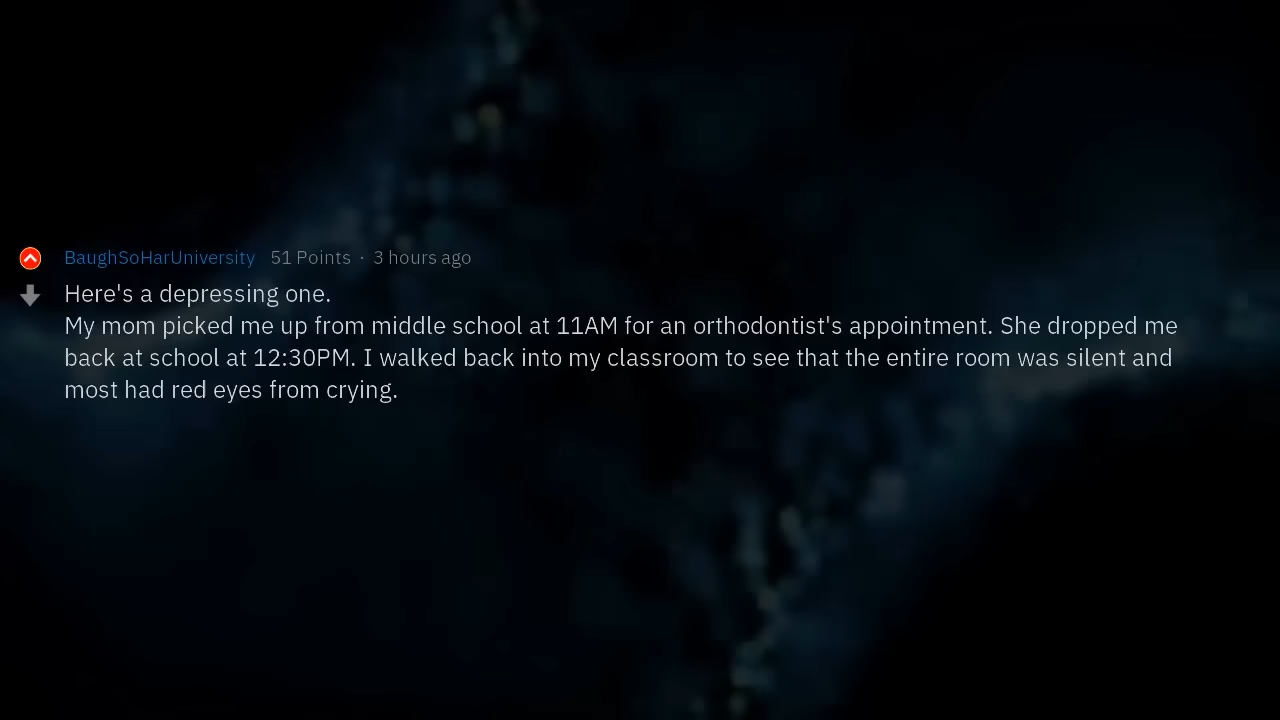 BaughSoHarUniversity 51 Points · 3 hours ago
Here's a depressing one.
My mom picked me up from middle school at 11AM for an orthodontist's appointment. She dropped me
back at school at 12:30PM. I walked back into my classroom to see that the entire room was silent and
most had red eyes from crying.